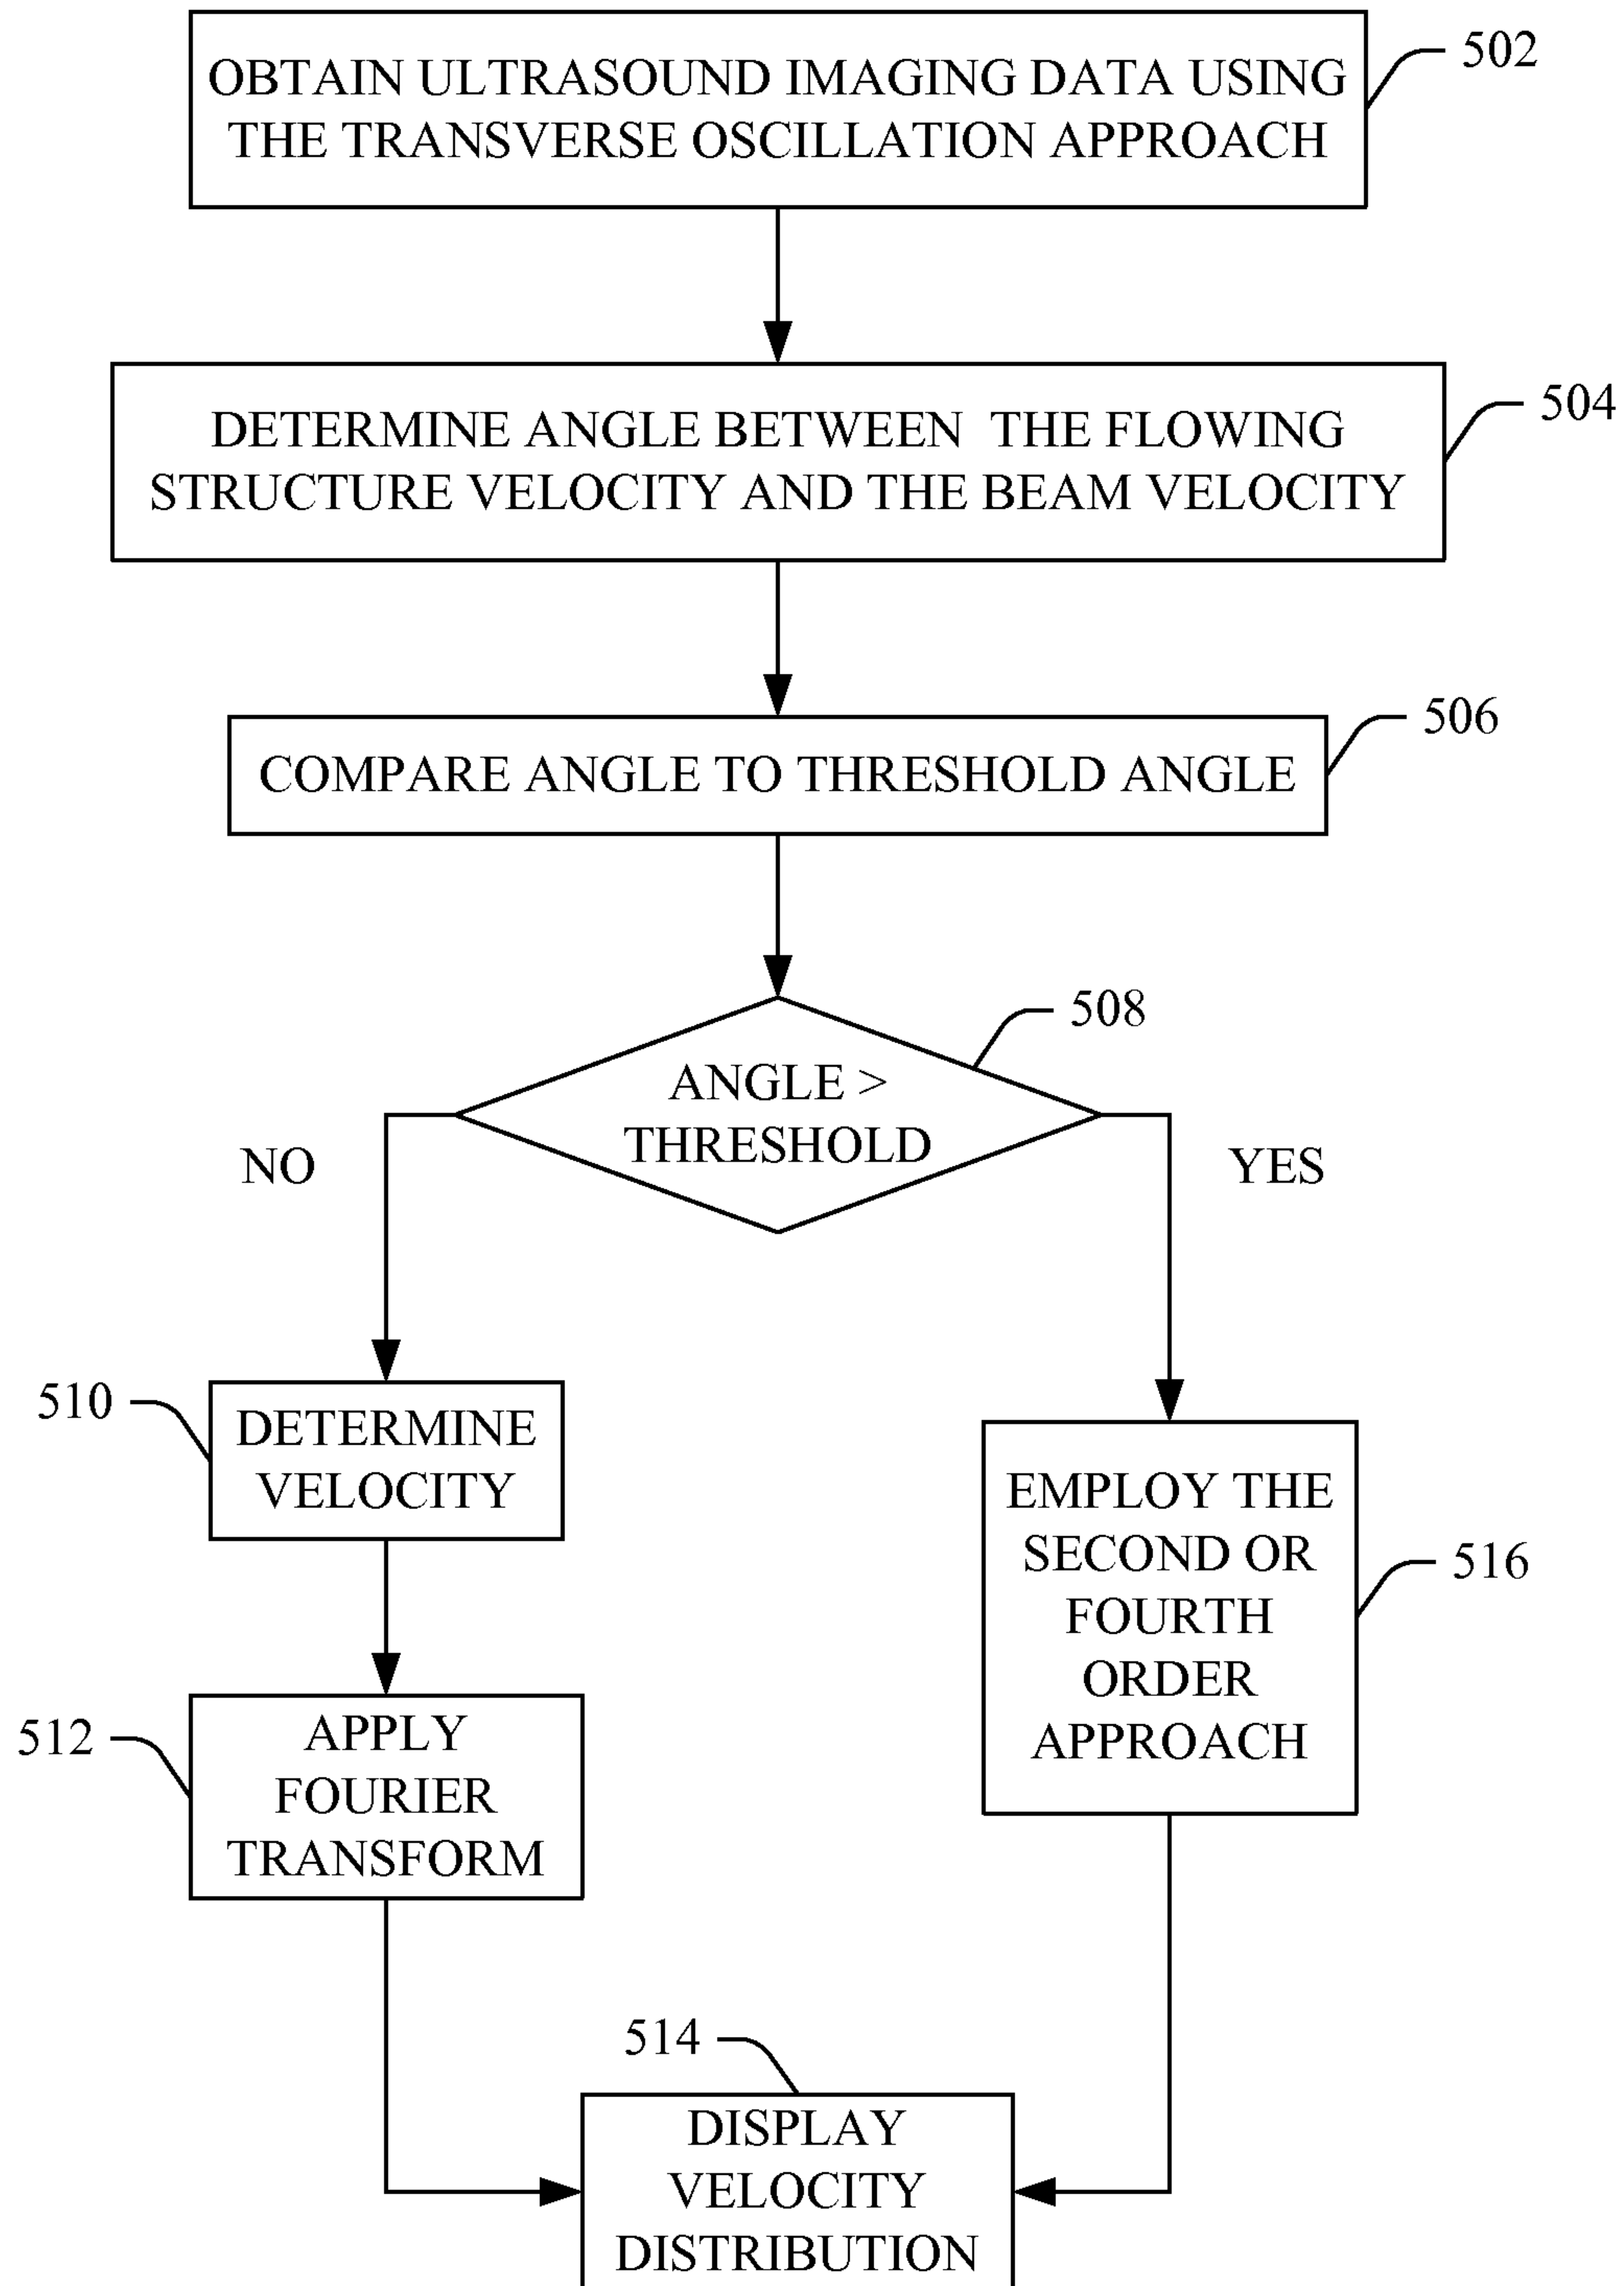 OBTAIN ULTRASOUND IMAGING DATA USING
THE TRANSVERSE OSCILLATION APPROACH
502
DETERMINE ANGLE BETWEEN THE FLOWING
STRUCTURE VELOCITY AND THE BEAM VELOCITY
504
COMPARE ANGLE TO THRESHOLD ANGLE
506
ANGLE >
THRESHOLD
508
NO
YES
510
DETERMINE
VELOCITY
512
APPLY
FOURIER
TRANSFORM
EMPLOY THE
SECOND OR
FOURTH
ORDER
APPROACH
516
514
DISPLAY
VELOCITY
DISTRIBUTION